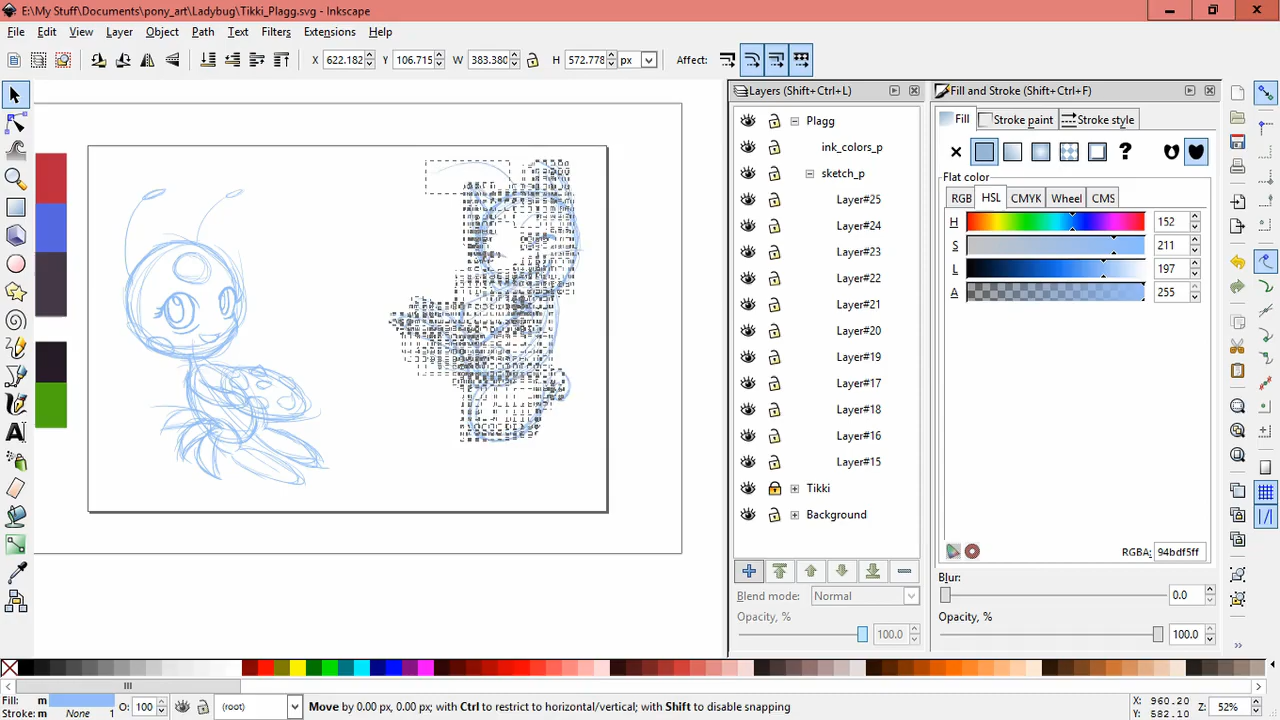 E:\My Stuff\Documents\pony_art\Ladybug\Tikki_Plagg.svg - Inkscape
File Edit View Layer Object Path Filters Text Extensions Help
X 622.182 Y 106.715 W 383.380 H 572.778 px Affect:
Layers (Shift+Ctrl+L)
Fill and Stroke (Shift+Ctrl+F)
Plagg
ink_colors_p
sketch_p
Layer#25
Layer#24
Layer#23
Layer#22
Layer#21
Layer#20
Layer#19
Layer#17
Layer#18
Layer#16
Layer#15
Tikki
Background
Blend mode: Normal
Opacity, %
100.0
Fill Stroke paint Stroke style
?
Flat color
RGB HSL CMYK Wheel CMS
H 152
S 211
L 197
A 255
RGBA: 94bdf5ff
Blur:
0.0
Opacity, %
100.0
Fill: m
Stroke: m None 1
O: 100
(root)
Move by 0.00 px, 0.00 px; with Ctrl to restrict to horizontal/vertical; with Shift to disable snapping
X: 960.20
Y: 582.10
Z: 52%